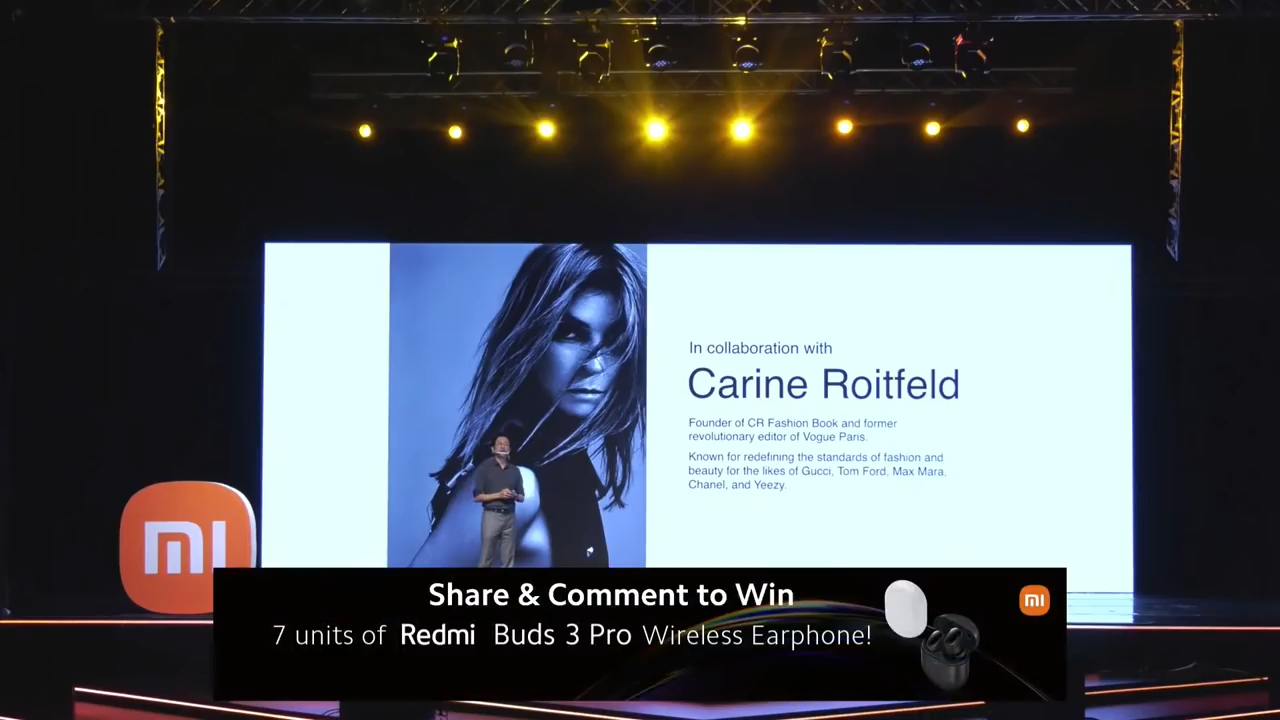 In collaboration with
Carine Roitfeld
Founder of CR Fashion Book and former
revolutionary editor of Vogue Paris.
Known for redefining the standards of fashion and
beauty for the likes of Gucci, Tom Ford, Max Mara,
Chanel, and Yeezy.
mi
Share & Comment to Win
mi
7 units of Redmi Buds 3 Pro Wireless Earphone!